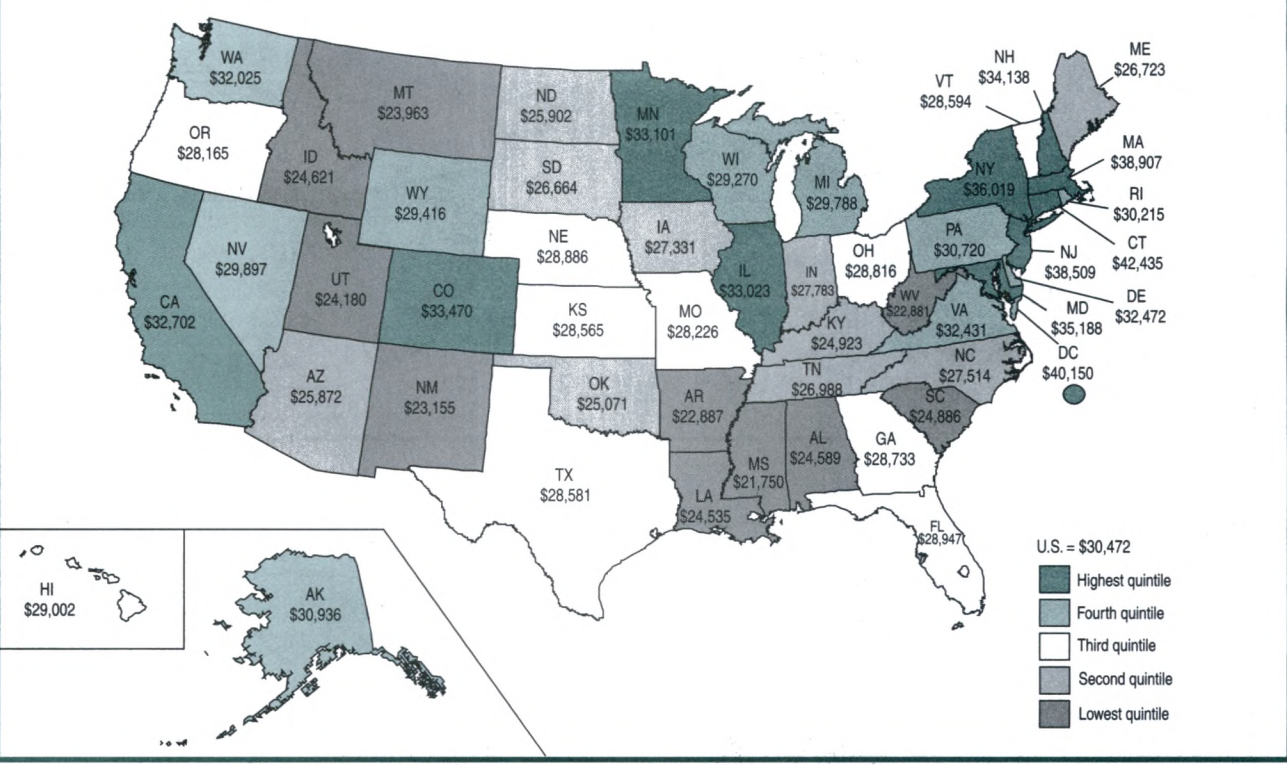 WA
$32,025
OR
$28,165
CA
$32,702
NV
$29,897
ID
$24,621
MT
$23,963
WY
$29,416
UT
$24,180
CO
$33,470
AZ
$25,872
NM
$23,155
ND
$25,902
SD
$26,664
NE
$28,886
KS
$28,565
OK
$25,071
TX
$28,581
MN
$33,101
IA
$27,331
MO
$28,226
AR
$22,887
LA
$24,535
WI
$29,270
IL
$33,023
MI
$29,788
IN
$27,783
OH
$28,816
KY
$24,923
TN
$26,988
MS
$21,750
AL
$24,589
GA
$28,733
FL
$28,947
SC
$24,886
NC
$27,514
VA
$32,431
WV
$22,881
PA
$30,720
NY
$36,019
VT
$28,594
NH
$34,138
ME
$26,723
MA
$38,907
RI
$30,215
CT
$42,435
NJ
$38,509
DE
$32,472
MD
$35,188
DC
$40,150
HI
$29,002
AK
$30,936
U.S. = $30,472
Highest quintile
Fourth quintile
Third quintile
Second quintile
Lowest quintile